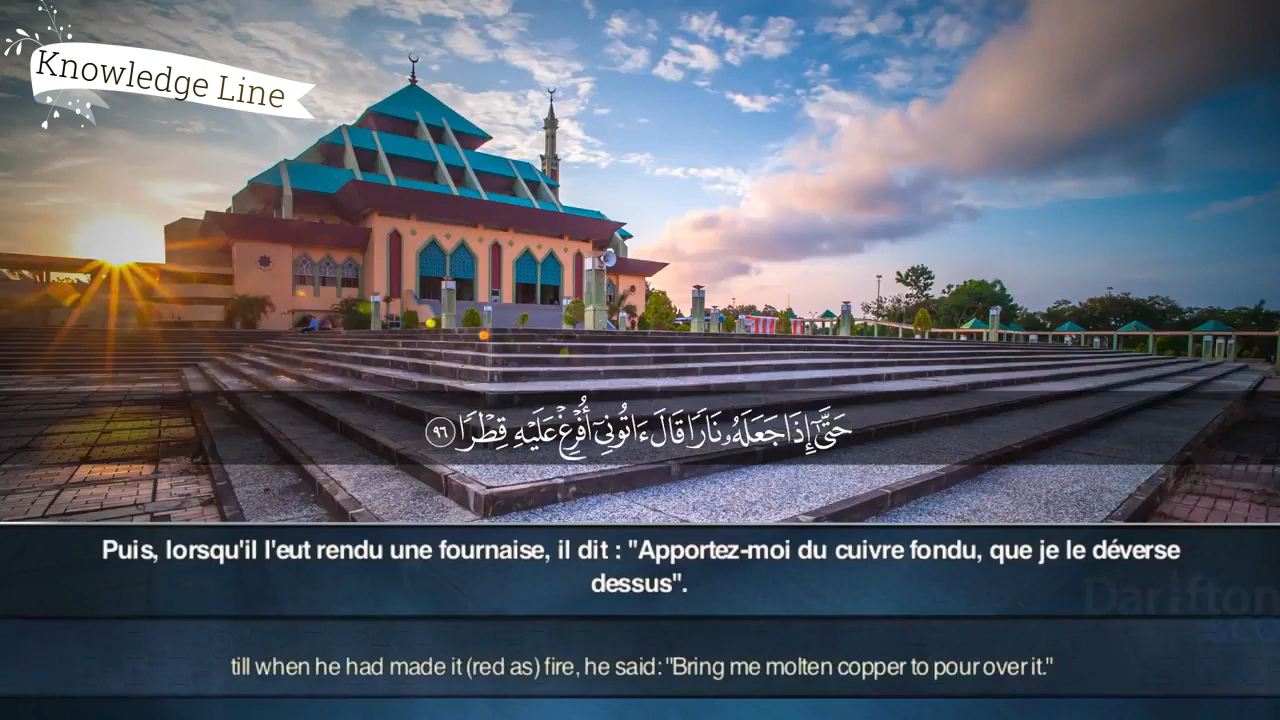 Knowledge Line
حَتَّىٰٓ إِذَا جَعَلَهُۥ نَارًا قَالَ ءَاتُونِىٓ أُفْرِغْ عَلَيْهِ قِطْرًا ٩٦
Puis, lorsqu'il l'eut rendu une fournaise, il dit : "Apportez-moi du cuivre fondu, que je le déverse
dessus".
till when he had made it (red as) fire, he said: "Bring me molten copper to pour over it."